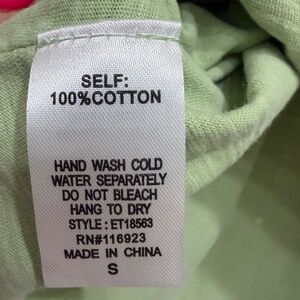 SELF:
100%COTTON
HAND WASH COLD
WATER SEPARATELY
DO NOT BLEACH
HANG TO DRY
STYLE: ET18563
RN#116923
MADE IN CHINA
S